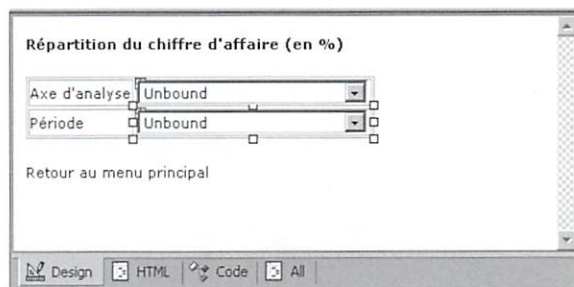 Répartition du chiffre d'affaire (en %)
Axe d'analyse Unbound
Période Unbound
Retour au menu principal
Design HTML Code All